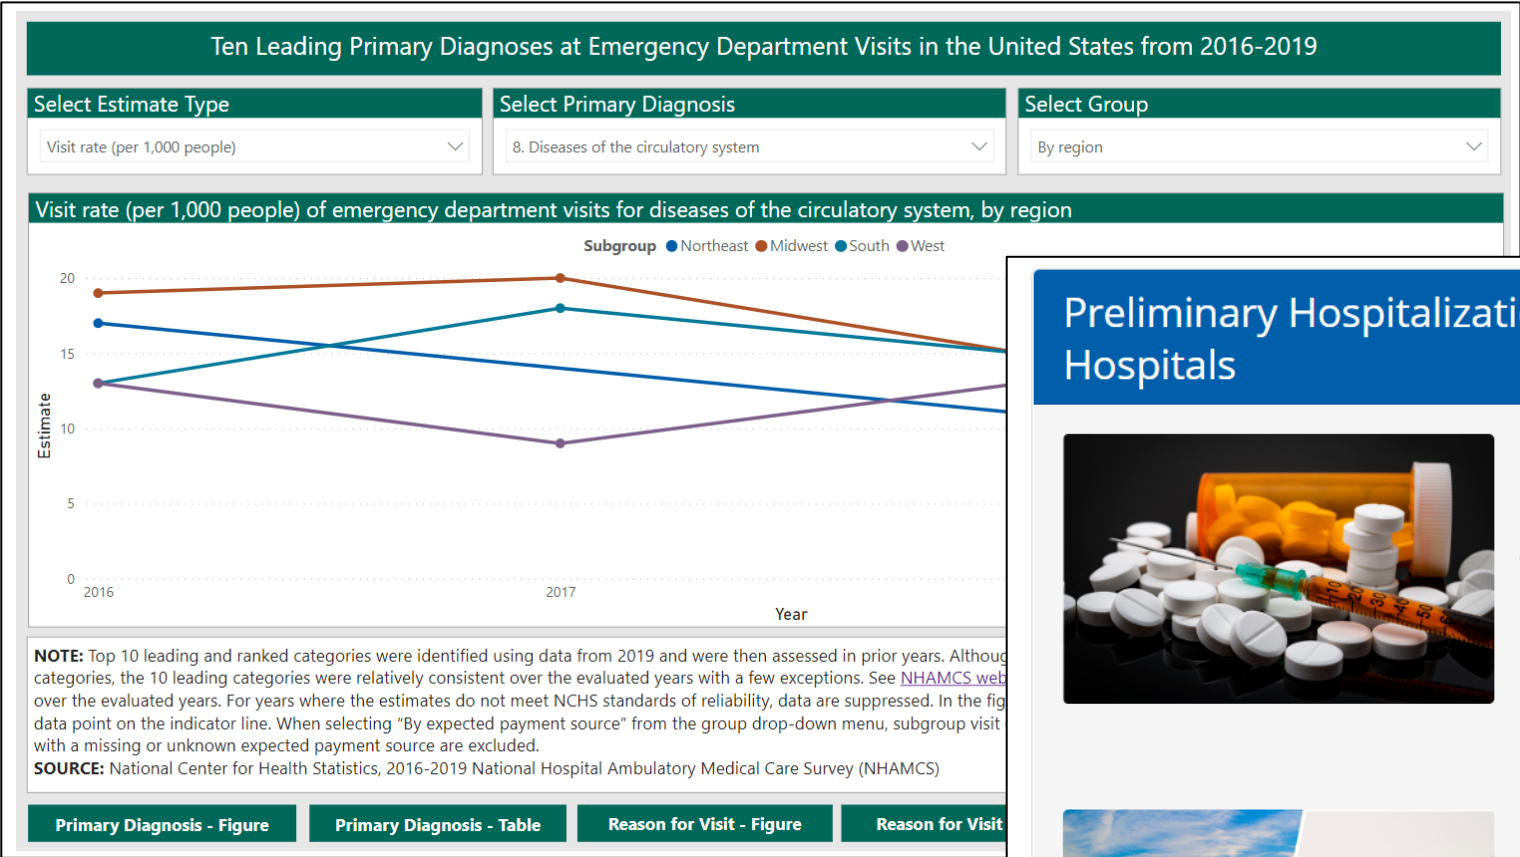 Ten Leading Primary Diagnoses at Emergency Department Visits in the United States from 2016-2019
Select Estimate Type
Visit rate (per 1,000 people)
Select Primary Diagnosis
8. Diseases of the circulatory system
Select Group
By region
Visit rate (per 1,000 people) of emergency department visits for diseases of the circulatory system, by region
Subgroup Northeast Midwest South West
20
15
10
5
0
Estimate
2016
2017
Year
NOTE: Top 10 leading and ranked categories were identified using data from 2019 and were then assessed in prior years. Althoug
categories, the 10 leading categories were relatively consistent over the evaluated years with a few exceptions. See NHAMCS web
over the evaluated years. For years where the estimates do not meet NCHS standards of reliability, data are suppressed. In the fig
data point on the indicator line. When selecting “By expected payment source” from the group drop-down menu, subgroup visit
with a missing or unknown expected payment source are excluded.
SOURCE: National Center for Health Statistics, 2016-2019 National Hospital Ambulatory Medical Care Survey (NHAMCS)
Primary Diagnosis - Figure
Primary Diagnosis - Table
Reason for Visit - Figure
Reason for Visit
Preliminary Hospitalizati
Hospitals
10
20
30
40
50